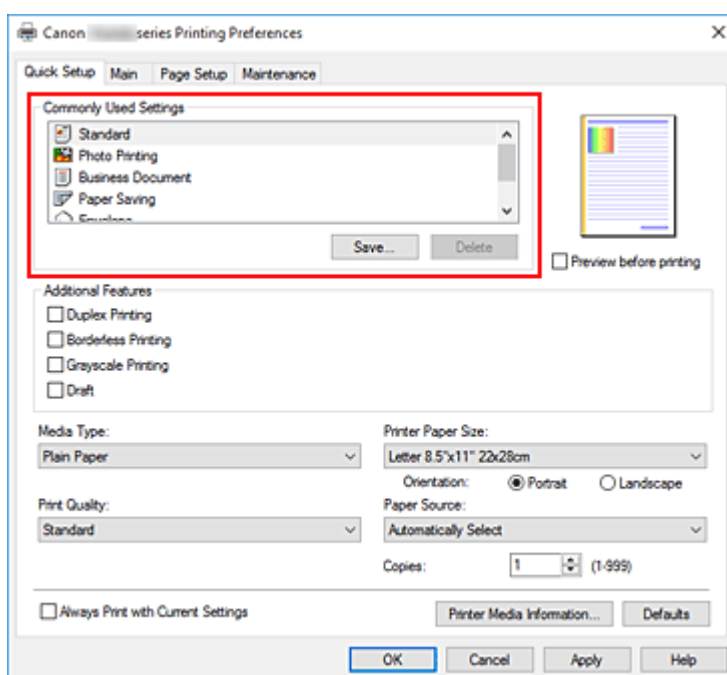 Canon series Printing Preferences
Quick Setup Main Page Setup Maintenance
Commonly Used Settings
Standard
Photo Printing
Business Document
Paper Saving
Envelope
Save... Delete
Preview before printing
Additional Features
Duplex Printing
Borderless Printing
Grayscale Printing
Draft
Media Type: Printer Paper Size:
Plain Paper Letter 8.5"x11" 22x28cm
Orientation: Portrait Landscape
Print Quality: Paper Source:
Standard Automatically Select
Copies: 1 (1-999)
Always Print with Current Settings Printer Media Information... Defaults
OK Cancel Apply Help